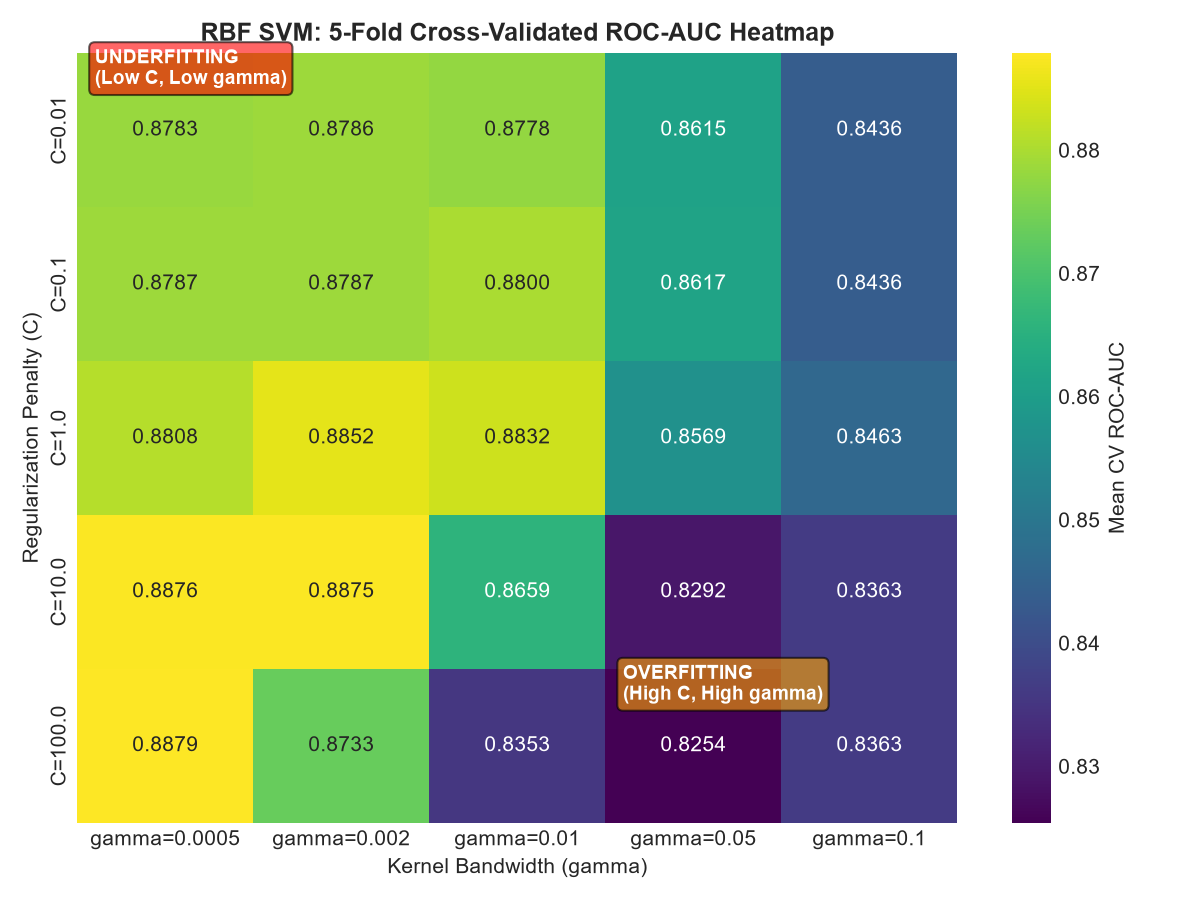 RBF SVM: 5-Fold Cross-Validated ROC-AUC Heatmap
UNDERFITTING
(Low C, Low gamma)
C=0.01
0.8783 0.8786 0.8778 0.8615 0.8436
C=0.1
0.8787 0.8787 0.8800 0.8617 0.8436
C=1.0
0.8808 0.8852 0.8832 0.8569 0.8463
C=10.0
0.8876 0.8875 0.8659 0.8292 0.8363
OVERFITTING
(High C, High gamma)
C=100.0
0.8879 0.8733 0.8353 0.8254 0.8363
gamma=0.0005 gamma=0.002 gamma=0.01 gamma=0.05 gamma=0.1
Kernel Bandwidth (gamma)
Regularization Penalty (C)
0.88
0.87
0.86
0.85
0.84
0.83
Mean CV ROC-AUC